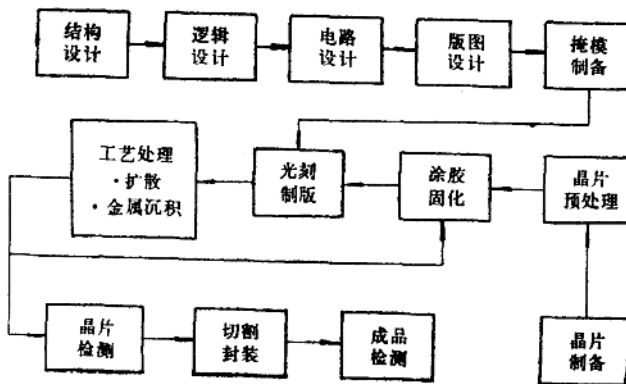 结构
设计
逻辑
设计
电路
设计
版图
设计
掩模
制备
工艺处理
·扩散
·金属沉积
光刻
制版
涂胶
固化
晶片
预处理
晶片
检测
切割
封装
成品
检测
晶片
制备